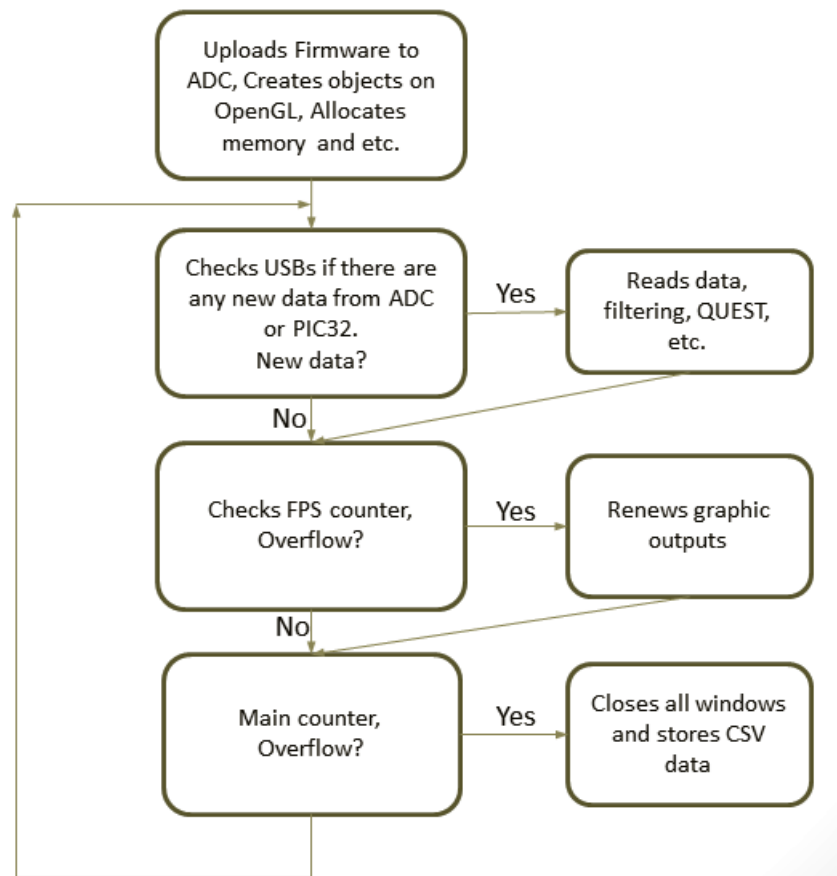 Uploads Firmware to
ADC, Creates objects on
OpenGL, Allocates
memory and etc.
Checks USBs if there are
any new data from ADC
or PIC32.
New data?
Yes
Reads data,
filtering, QUEST,
etc.
No
Checks FPS counter,
Overflow?
Yes
Renews graphic
outputs
No
Main counter,
Overflow?
Yes
Closes all windows
and stores CSV
data